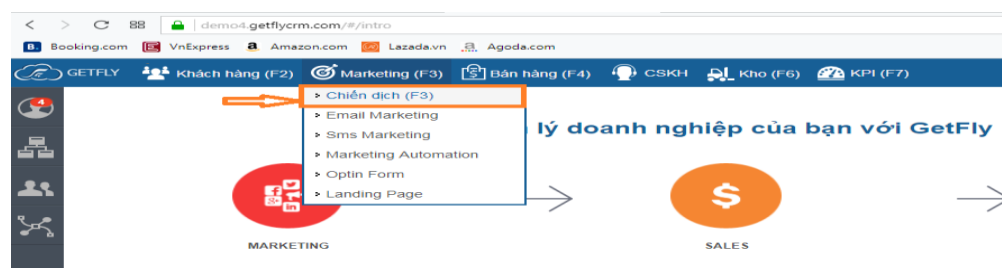 demo4.getflycrm.com/#/intro
B. Booking.com VnExpress a Amazon.com Lazada.vn a Agoda.com
GETFLY Khách hàng (F2) Marketing (F3) Bán hàng (F4) CSKH Kho (F6) KPI (F7)
4
Chiến dịch (F3)
Email Marketing
lý doanh nghiệp của bạn với GetFly
Sms Marketing
Marketing Automation
Optin Form
Landing Page
MARKETING SALES